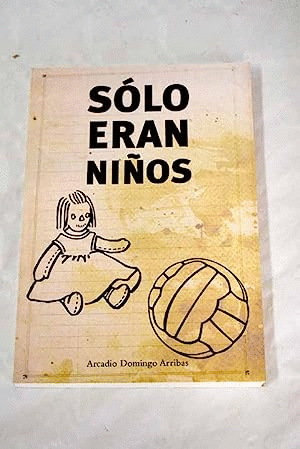 SÓLO
ERAN
NIÑOS
Arcadio Domingo Arribas